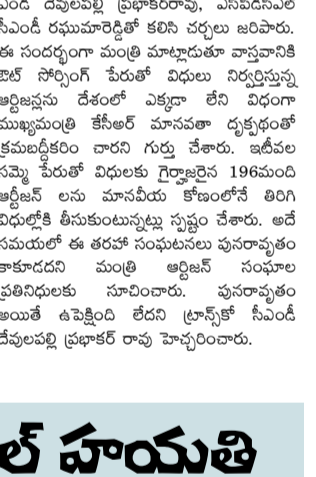 ఎండీ దేవులపల్లి ప్రభాకరరావు, ఎస్‌పీడీసీఎల్
సీఎండీ రఘుమారెడ్డితో కలిసి చర్చలు జరిపారు.
ఈ సందర్భంగా మంత్రి మాట్లాడుతూ వాస్తవానికి
ఔట్ సోర్సింగ్ పేరుతో విధులు నిర్వర్తిస్తున్న
ఆర్టిజన్లను దేశంలో ఎక్కడా లేని విధంగా
ముఖ్యమంత్రి కేసీఆర్ మానవతా దృక్పథంతో
క్రమబద్దీకరిం చారని గుర్తు చేశారు. ఇటీవల
సమ్మె పేరుతో విధులకు గైర్హాజరైన 196మంది
ఆర్టీజన్ లను మానవీయ కోణంలోనే తిరిగి
విధుల్లోకి తీసుకుంటున్నట్లు స్పష్టం చేశారు. అదే
సమయంలో ఈ తరహా సంఘటనలు పునరావృతం
కాకూడదని మంత్రి ఆర్టిజన్ సంఘాల
ప్రతినిధులకు సూచించారు. పునరావృతం
అయితే ఉపెక్షింది లేదని ట్రాన్స్‌కో సీఎండీ
దేవులపల్లి ప్రభాకర్ రావు హెచ్చరించారు.
ల్ హయతి